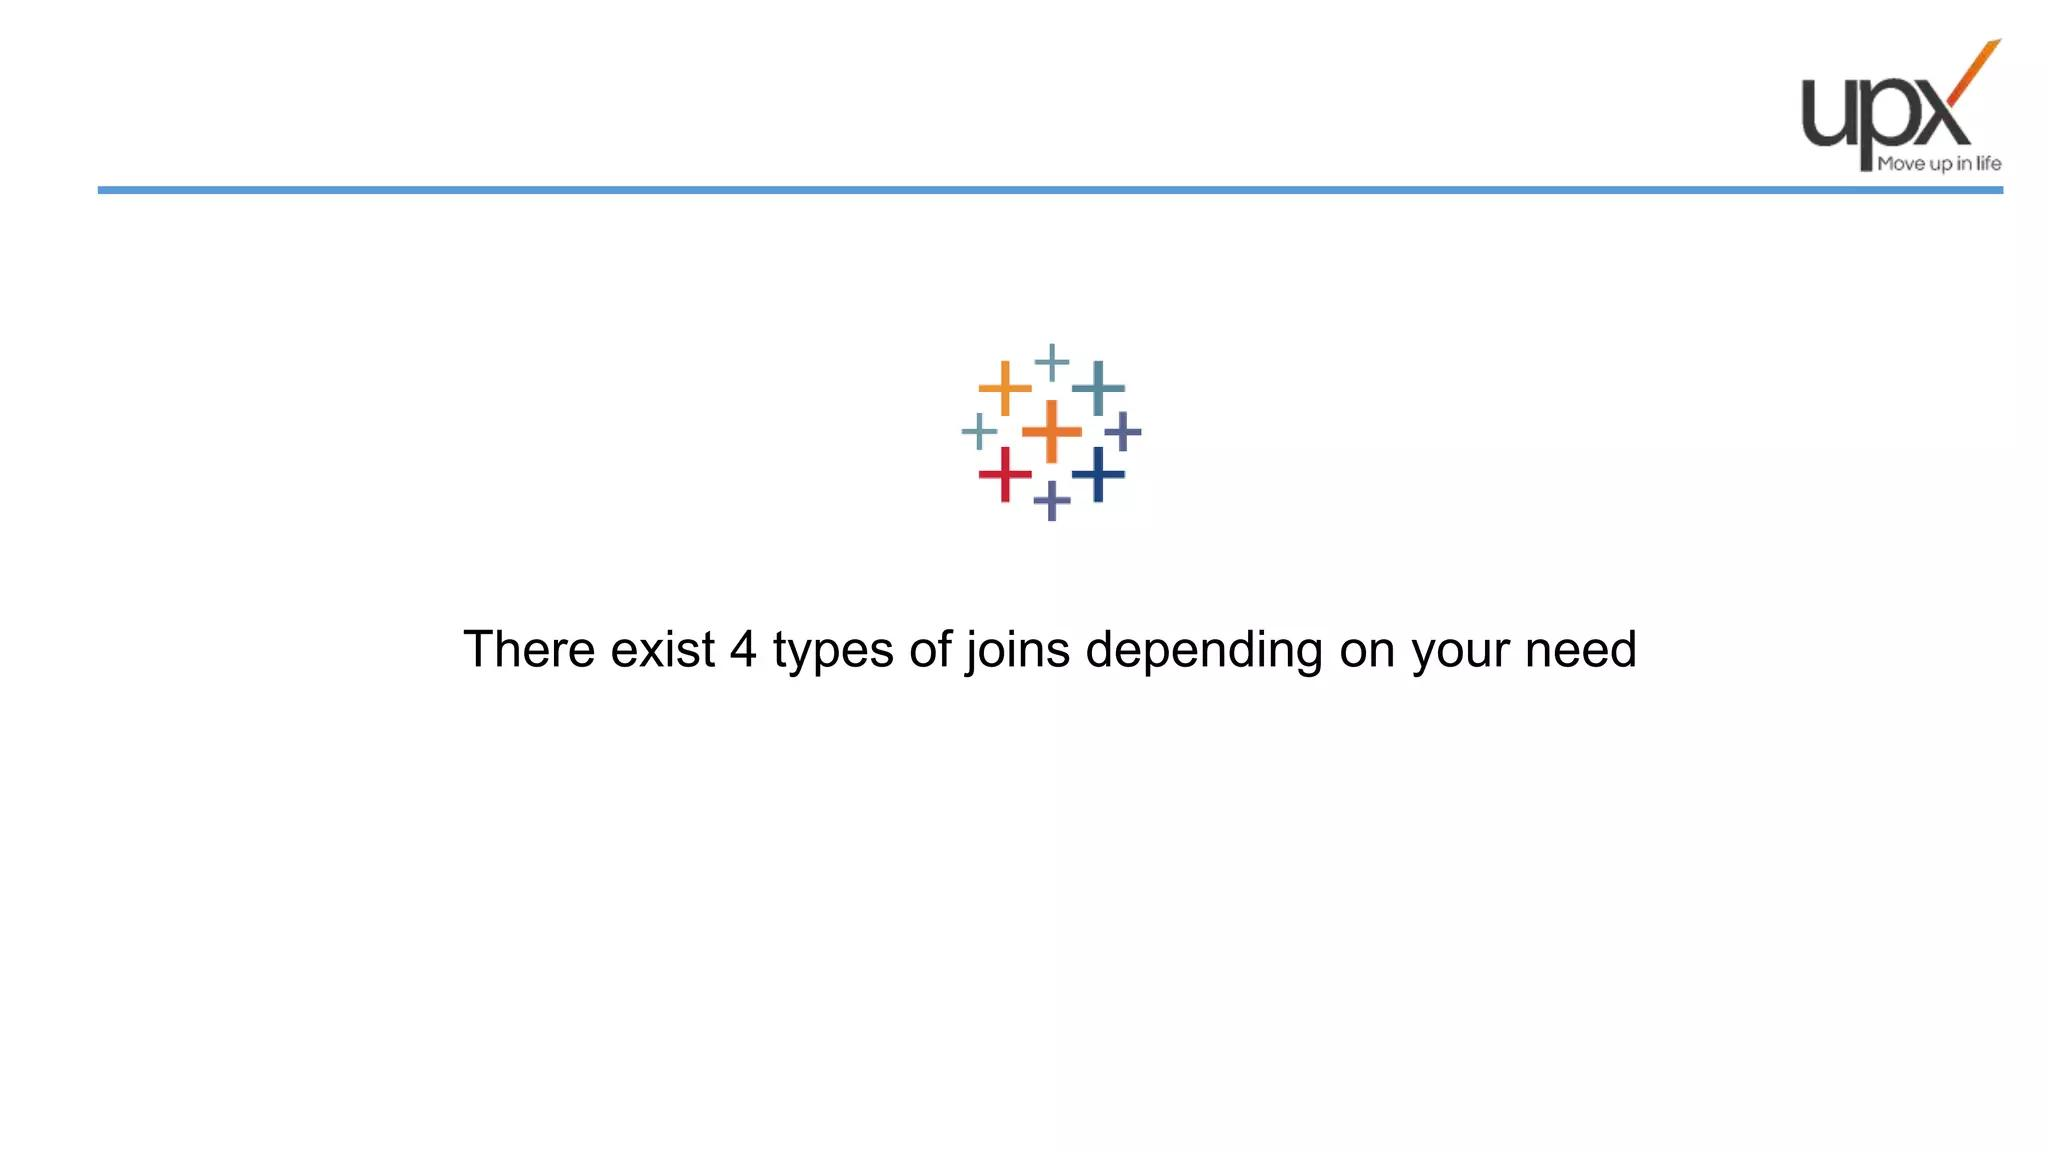 upx
Move up in life
There exist 4 types of joins depending on your need